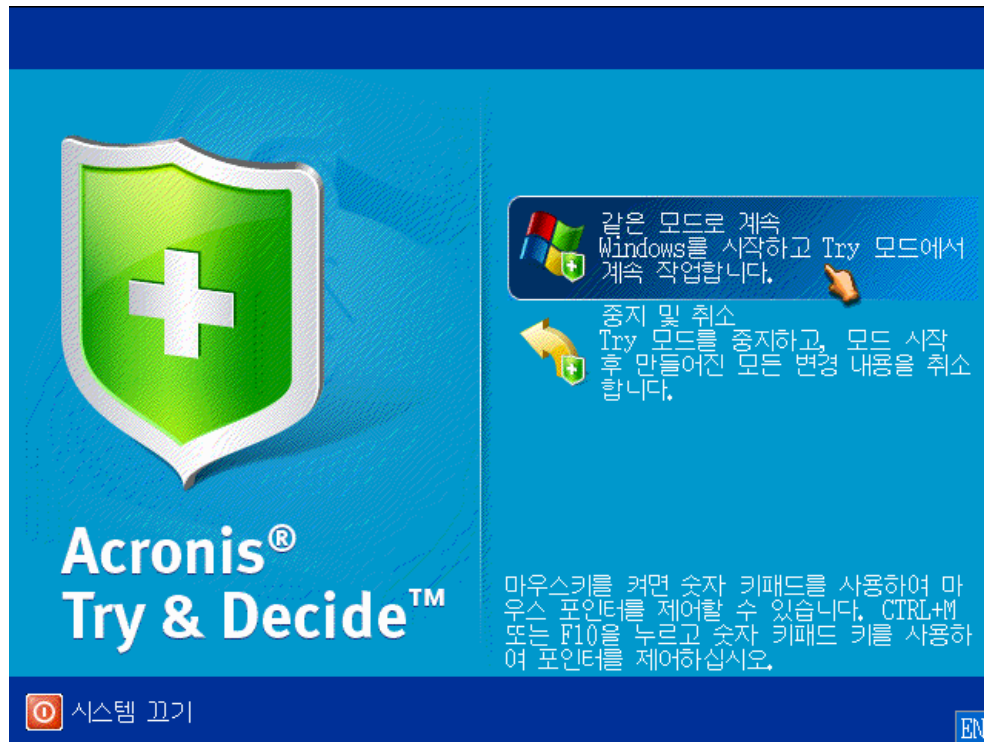 Acronis®
Try & Decide™
같은 모드로 계속
Windows를 시작하고 Try 모드에서
계속 작업합니다.
중지 및 취소
Try 모드를 중지하고, 모드 시작
후 만들어진 모든 변경 내용을 취소
합니다.
마우스키를 켜면 숫자 키패드를 사용하여 마
우스 포인터를 제어할 수 있습니다. CTRL+M
또는 F10을 누르고 숫자 키패드 키를 사용하
여 포인터를 제어하십시오.
시스템 끄기
EN